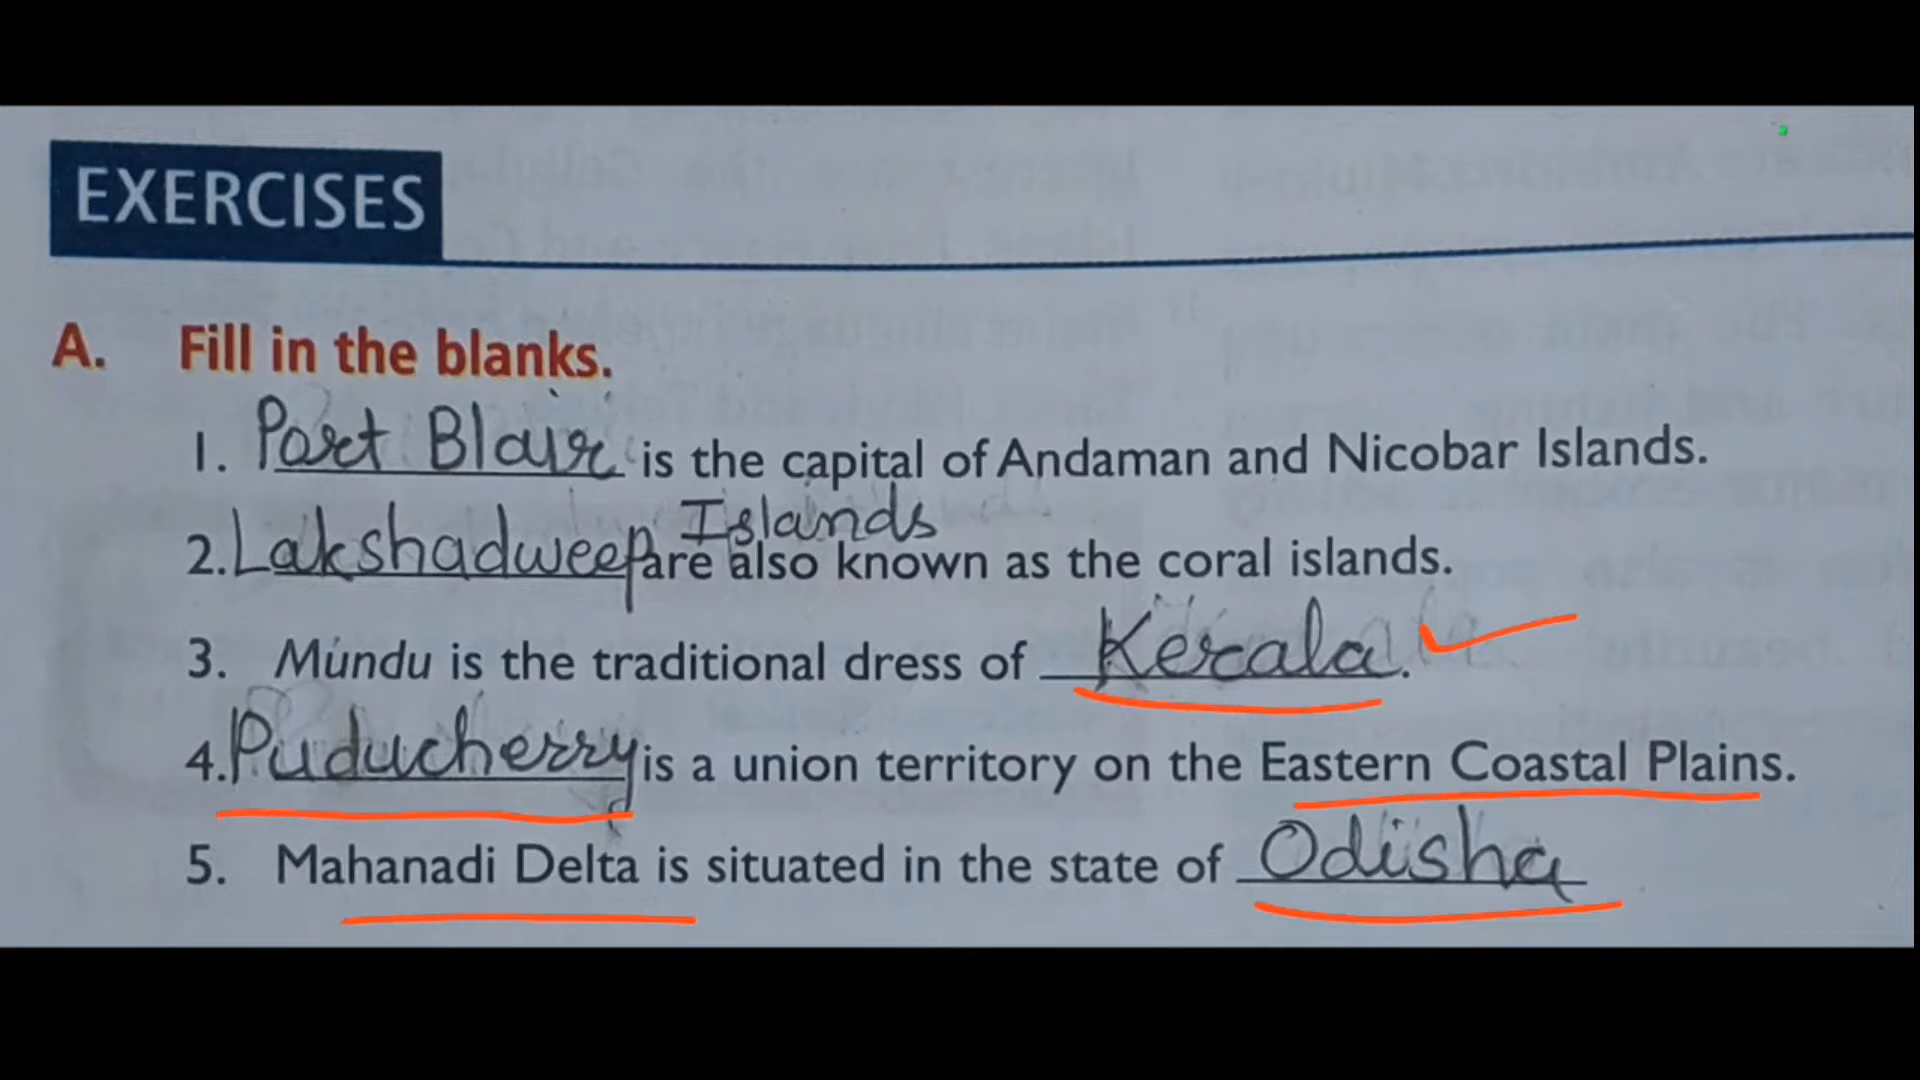 EXERCISES
A. Fill in the blanks.
1. Port Blair is the capital of Andaman and Nicobar Islands.
Islands
2. Lakshadweep are also known as the coral islands.
3. Mundu is the traditional dress of Kerala.
4. Puducherry is a union territory on the Eastern Coastal Plains.
5. Mahanadi Delta is situated in the state of Odisha